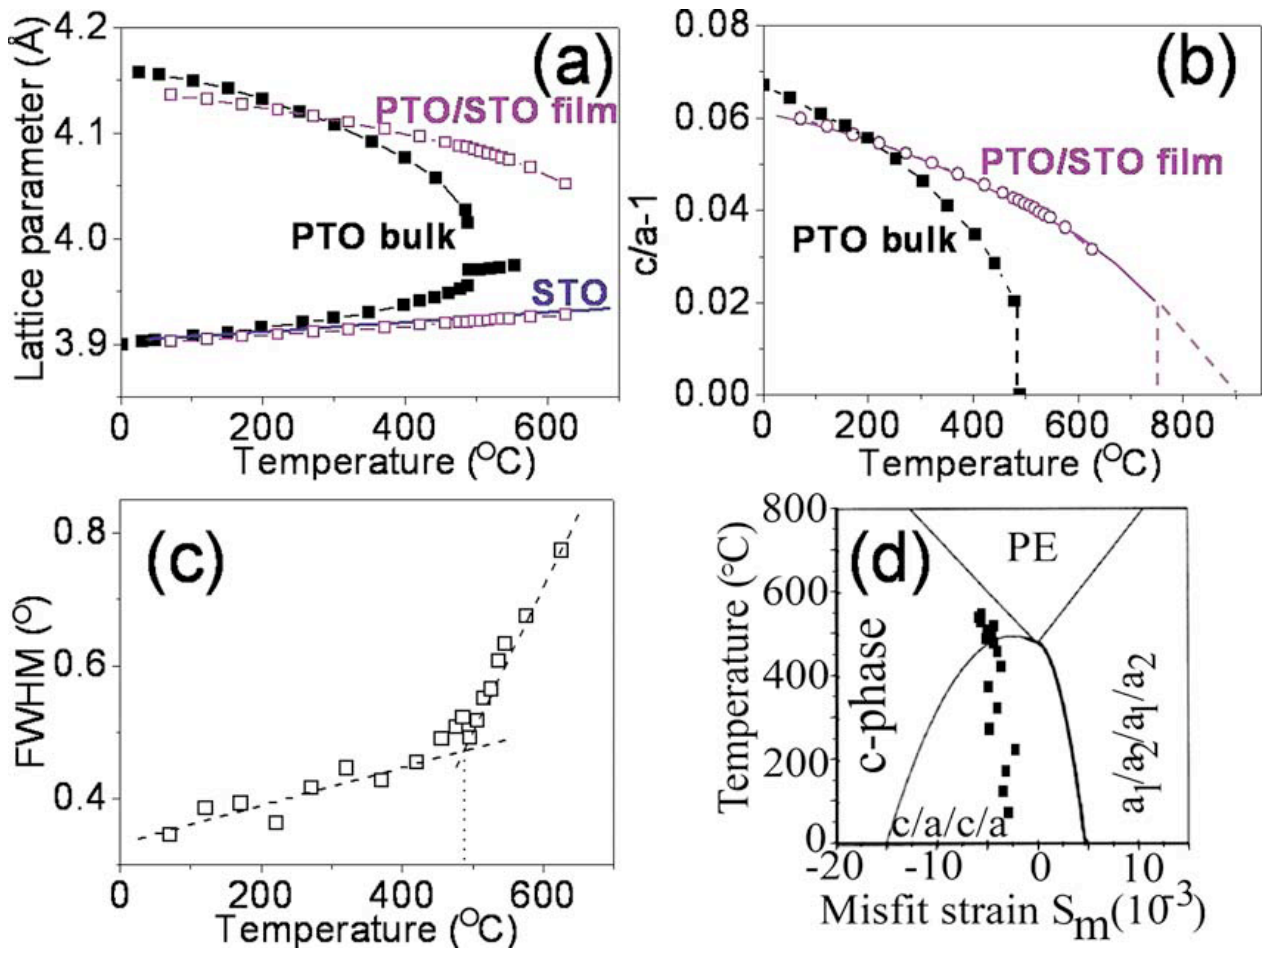 4.2
4.1
4.0
3.9
Lattice parameter (Å)
(a)
PTO/STO film
PTO bulk
STO
0
200
400
600
Temperature (°C)
0.08
0.06
0.04
0.02
0.00
c/a-1
(b)
PTO/STO film
PTO bulk
0
200
400
600
800
Temperature (°C)
0.8
0.6
0.4
FWHM (°)
(c)
0
200
400
600
Temperature (°C)
800
600
400
200
0
Temperature (°C)
(d)
PE
c-phase
c/a/c/a
a1/a2/a1/a2
-20
-10
0
10
Misfit strain Sm(10-3)